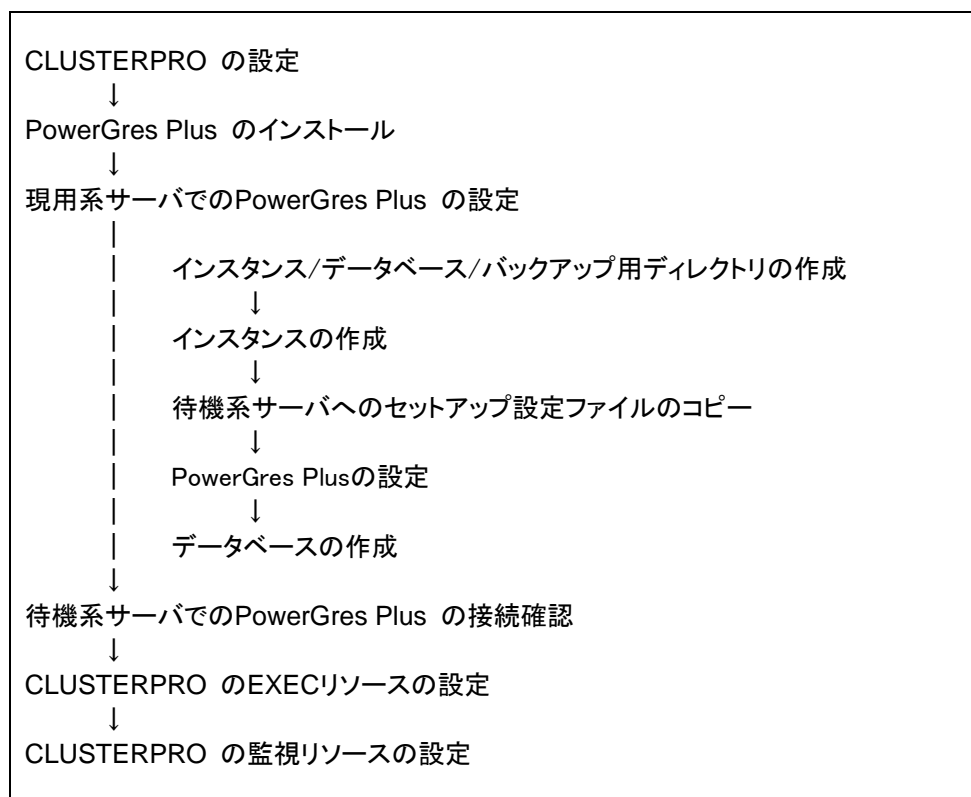 CLUSTERPRO の設定
↓
PowerGres Plus のインストール
↓
現用系サーバでのPowerGres Plus の設定
インスタンス/データベース/バックアップ用ディレクトリの作成
↓
インスタンスの作成
↓
待機系サーバへのセットアップ設定ファイルのコピー
↓
PowerGres Plusの設定
↓
データベースの作成
↓
待機系サーバでのPowerGres Plus の接続確認
↓
CLUSTERPRO のEXECリソースの設定
↓
CLUSTERPRO の監視リソースの設定